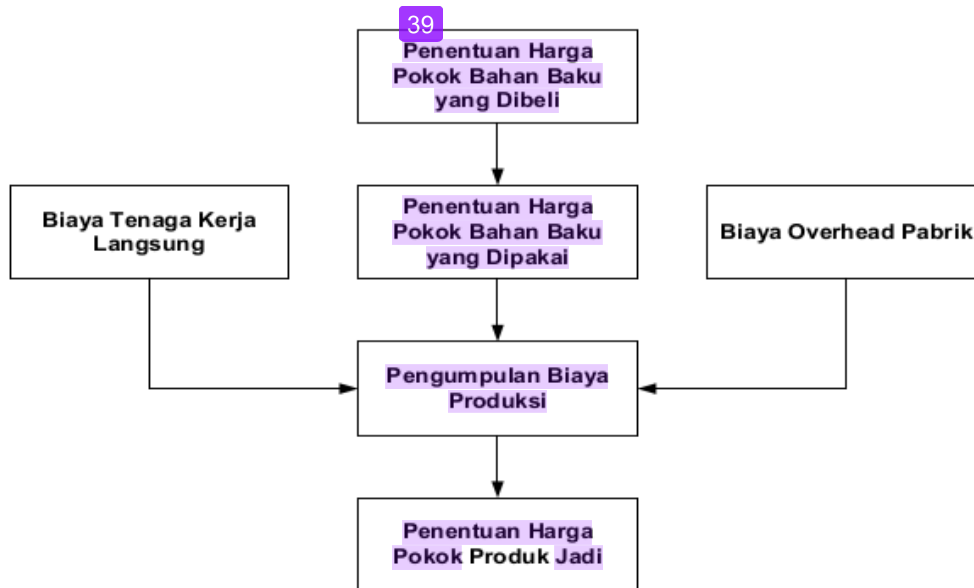 39
Penentuan Harga
Pokok Bahan Baku
yang Dibeli
Biaya Tenaga Kerja
Langsung
Penentuan Harga
Pokok Bahan Baku
yang Dipakai
Biaya Overhead Pabrik
Pengumpulan Biaya
Produksi
Penentuan Harga
Pokok Produk Jadi